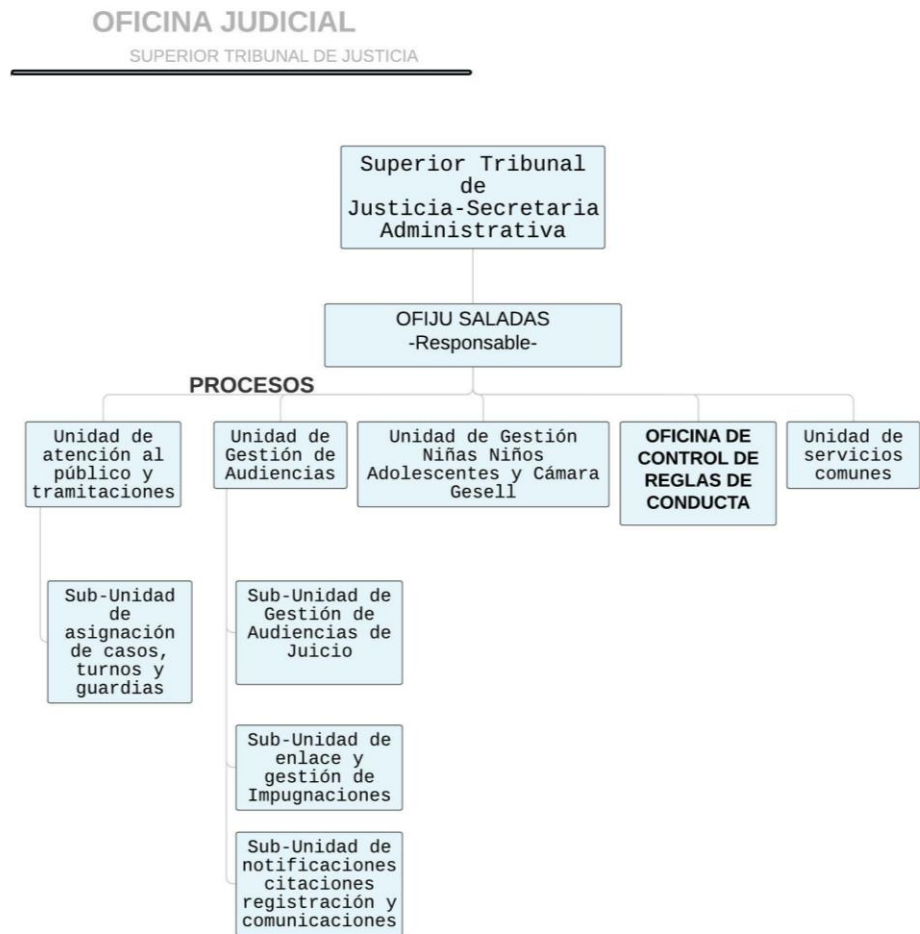 OFICINA JUDICIAL
SUPERIOR TRIBUNAL DE JUSTICIA
Superior Tribunal
de
Justicia-Secretaria
Administrativa
OFIJU SALADAS
-Responsable-
PROCESOS
Unidad de
atención al
público y
tramitaciones
Unidad de
Gestión de
Audiencias
Unidad de Gestión
Niñas Niños
Adolescentes y Cámara
Gesell
OFICINA DE
CONTROL DE
REGLAS DE
CONDUCTA
Unidad de
servicios
comunes
Sub-Unidad
de
asignación
de casos,
turnos y
guardias
Sub-Unidad de
Gestión de
Audiencias de
Juicio
Sub-Unidad de
enlace y
gestión de
Impugnaciones
Sub-Unidad de
notificaciones
citaciones
registración y
comunicaciones